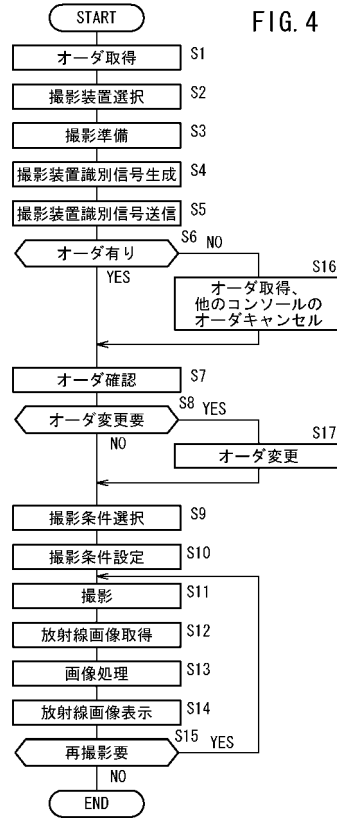 START
FIG. 4
オーダ取得 S1
撮影装置選択 S2
撮影準備 S3
撮影装置識別信号生成 S4
撮影装置識別信号送信 S5
オーダ有り S6 NO
YES
S16
オーダ取得、
他のコンソールの
オーダキャンセル
オーダ確認 S7
オーダ変更要 S8 YES
NO
S17
オーダ変更
撮影条件選択 S9
撮影条件設定 S10
撮影 S11
放射線画像取得 S12
画像処理 S13
放射線画像表示 S14
再撮影要 S15 YES
NO
END